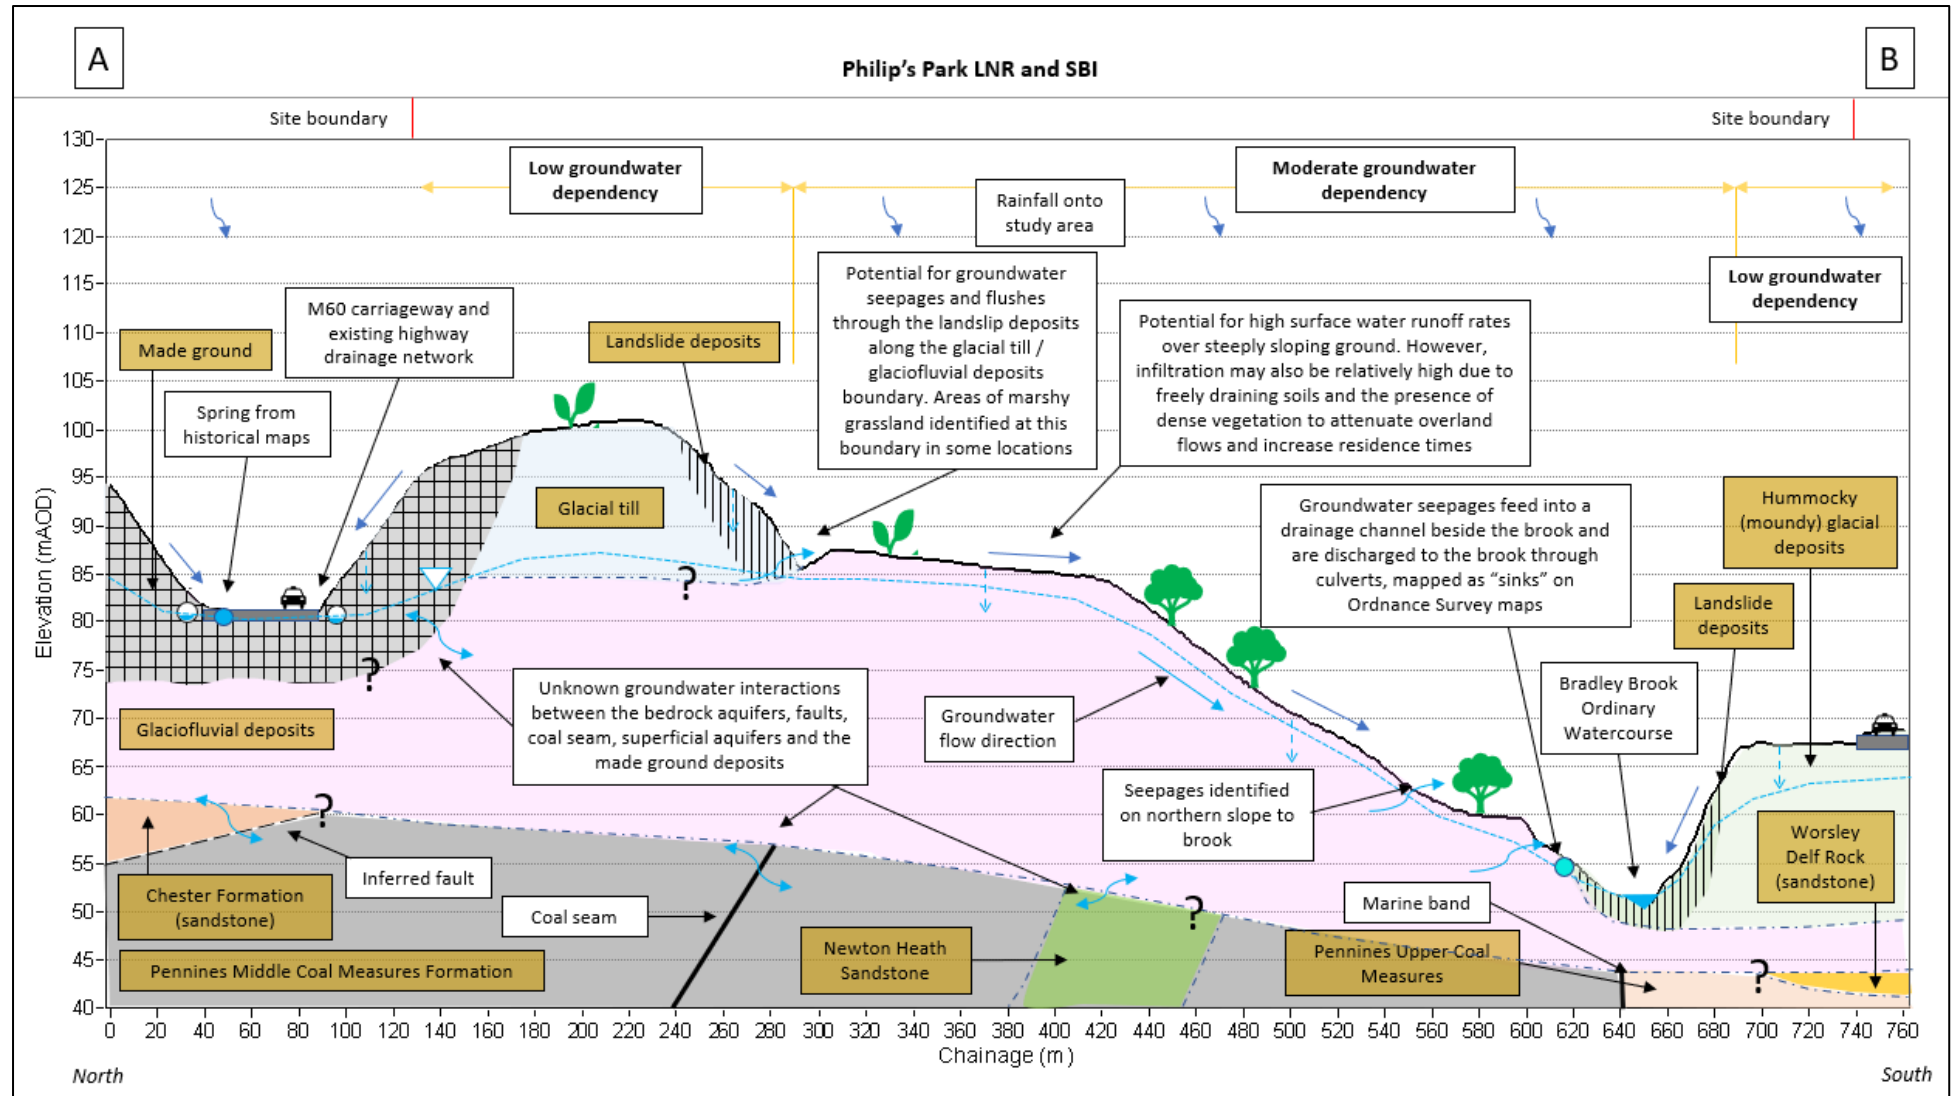 A
Philip's Park LNR and SBI
B
Site boundary
Site boundary
130
125
120
115
110
105
100
95
90
85
80
75
70
65
60
55
50
45
40
Elevation (mAOD)
Low groundwater
dependency
Rainfall onto
study area
Moderate groundwater
dependency
Low groundwater
dependency
Made ground
Spring from
historical maps
M60 carriageway and
existing highway
drainage network
Landslide deposits
Potential for groundwater
seepages and flushes
through the landslip deposits
along the glacial till /
glaciofluvial deposits
boundary. Areas of marshy
grassland identified at this
boundary in some locations
Potential for high surface water runoff rates
over steeply sloping ground. However,
infiltration may also be relatively high due to
freely draining soils and the presence of
dense vegetation to attenuate overland
flows and increase residence times
Glacial till
Groundwater seepages feed into a
drainage channel beside the brook and
are discharged to the brook through
culverts, mapped as “sinks” on
Ordnance Survey maps
Hummocky
(moundy) glacial
deposits
Landslide
deposits
?
?
Glaciofluvial deposits
Unknown groundwater interactions
between the bedrock aquifers, faults,
coal seam, superficial aquifers and the
made ground deposits
Groundwater
flow direction
Bradley Brook
Ordinary
Watercourse
Seepages identified
on northern slope to
brook
?
Inferred fault
Chester Formation
(sandstone)
Coal seam
Pennines Middle Coal Measures Formation
Newton Heath
Sandstone
?
Marine band
Pennines Upper Coal
Measures
?
Worsley
Delf Rock
(sandstone)
0 20 40 60 80 100 120 140 160 180 200 220 240 260 280 300 320 340 360 380 400 420 440 460 480 500 520 540 560 580 600 620 640 660 680 700 720 740 760
Chainage (m)
North
South